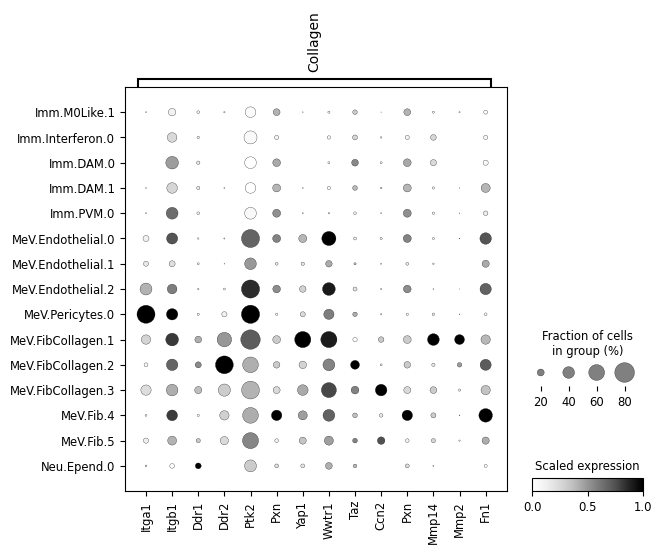 Collagen
Imm.M0Like.1
Imm.Interferon.0
Imm.DAM.0
Imm.DAM.1
Imm.PVM.0
MeV.Endothelial.0
MeV.Endothelial.1
MeV.Endothelial.2
MeV.Pericytes.0
MeV.FibCollagen.1
MeV.FibCollagen.2
MeV.FibCollagen.3
MeV.Fib.4
MeV.Fib.5
Neu.Epend.0
Itga1
Itgb1
Ddr1
Ddr2
Ptk2
Pxn
Yap1
Wwtr1
Taz
Ccn2
Pxn
Mmp14
Mmp2
Fn1
Fraction of cells
in group (%)
20 40 60 80
Scaled expression
0.0 0.5 1.0